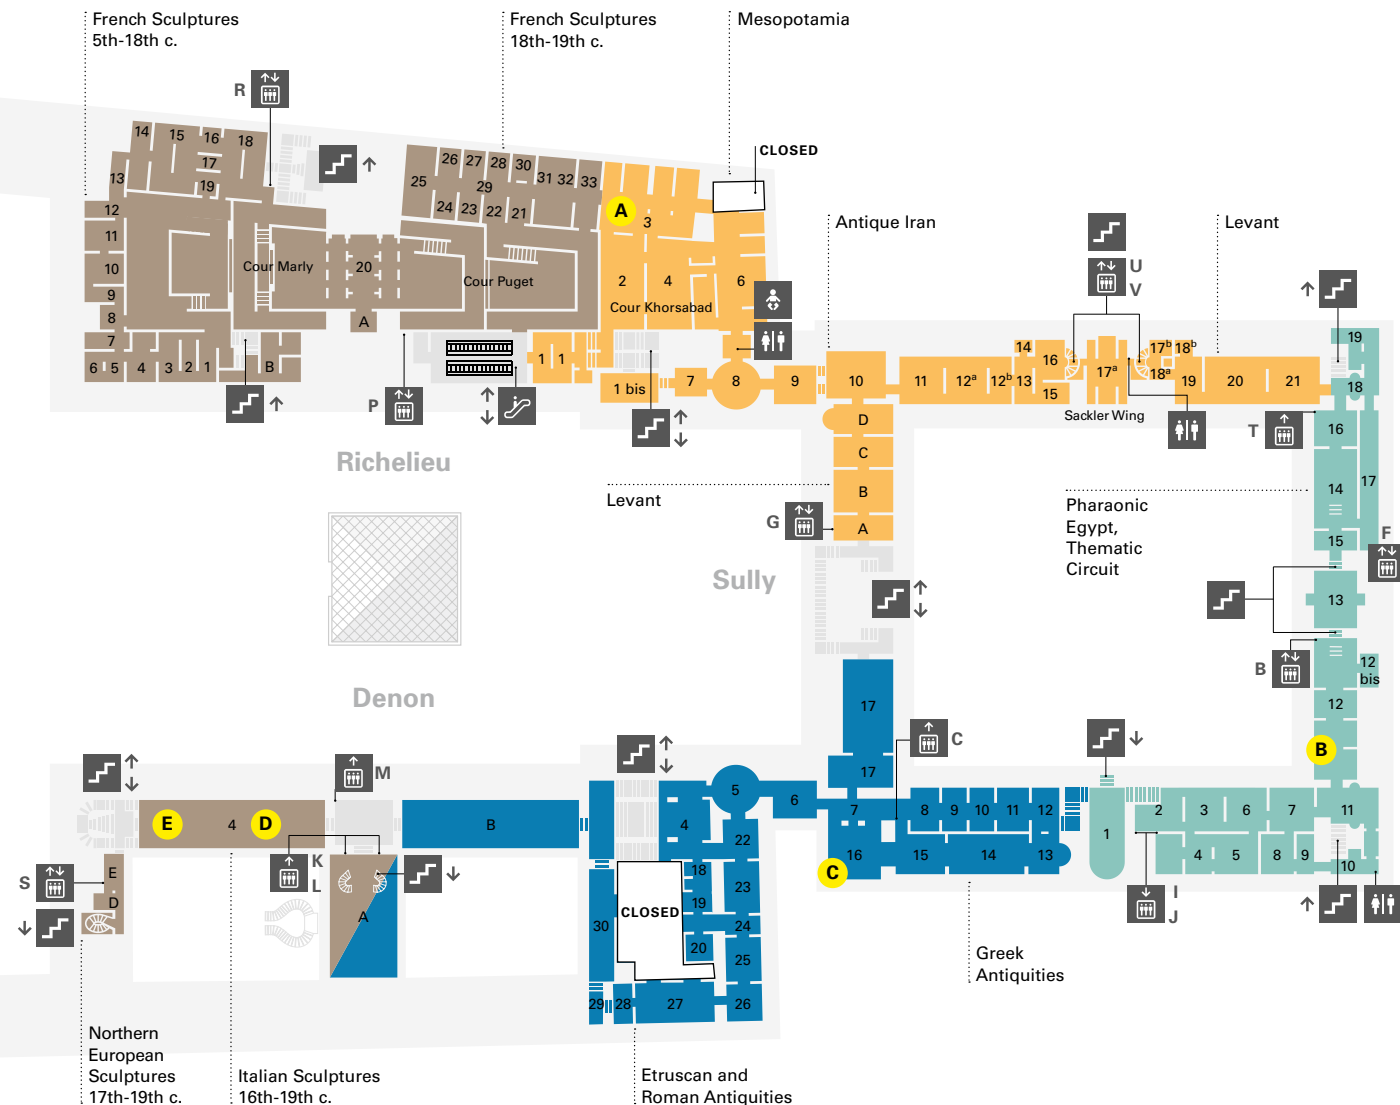 French Sculptures
5th-18th c.
French Sculptures
18th-19th c.
Mesopotamia
R
CLOSED
14
15
16
18
17
13
19
12
11
10
9
8
7
6
5
4
3
2
1
B
Cour Marly
20
A
26
27
28
30
31
32
33
25
29
24
23
22
21
Cour Puget
A
3
2
4
6
Cour Khorsabad
1
1
1 bis
7
8
9
10
P
Antique Iran
U
V
Levant
11
12a
12b
13
14
16
15
17a
17b
18b
18a
19
20
21
Sackler Wing
D
C
B
A
Levant
G
T
19
18
16
17
14
15
F
13
B
12
bis
12
B
11
Pharaonic
Egypt,
Thematic
Circuit
Richelieu
Sully
Denon
17
17
C
5
6
7
8
9
10
11
12
16
15
14
13
C
1
2
3
6
7
4
5
8
9
10
I
J
M
E
4
D
B
K
L
A
S
E
D
4
22
18
23
19
24
20
25
30
CLOSED
29
28
27
26
Greek
Antiquities
Northern
European
Sculptures
17th-19th c.
Italian Sculptures
16th-19th c.
Etruscan and
Roman Antiquities